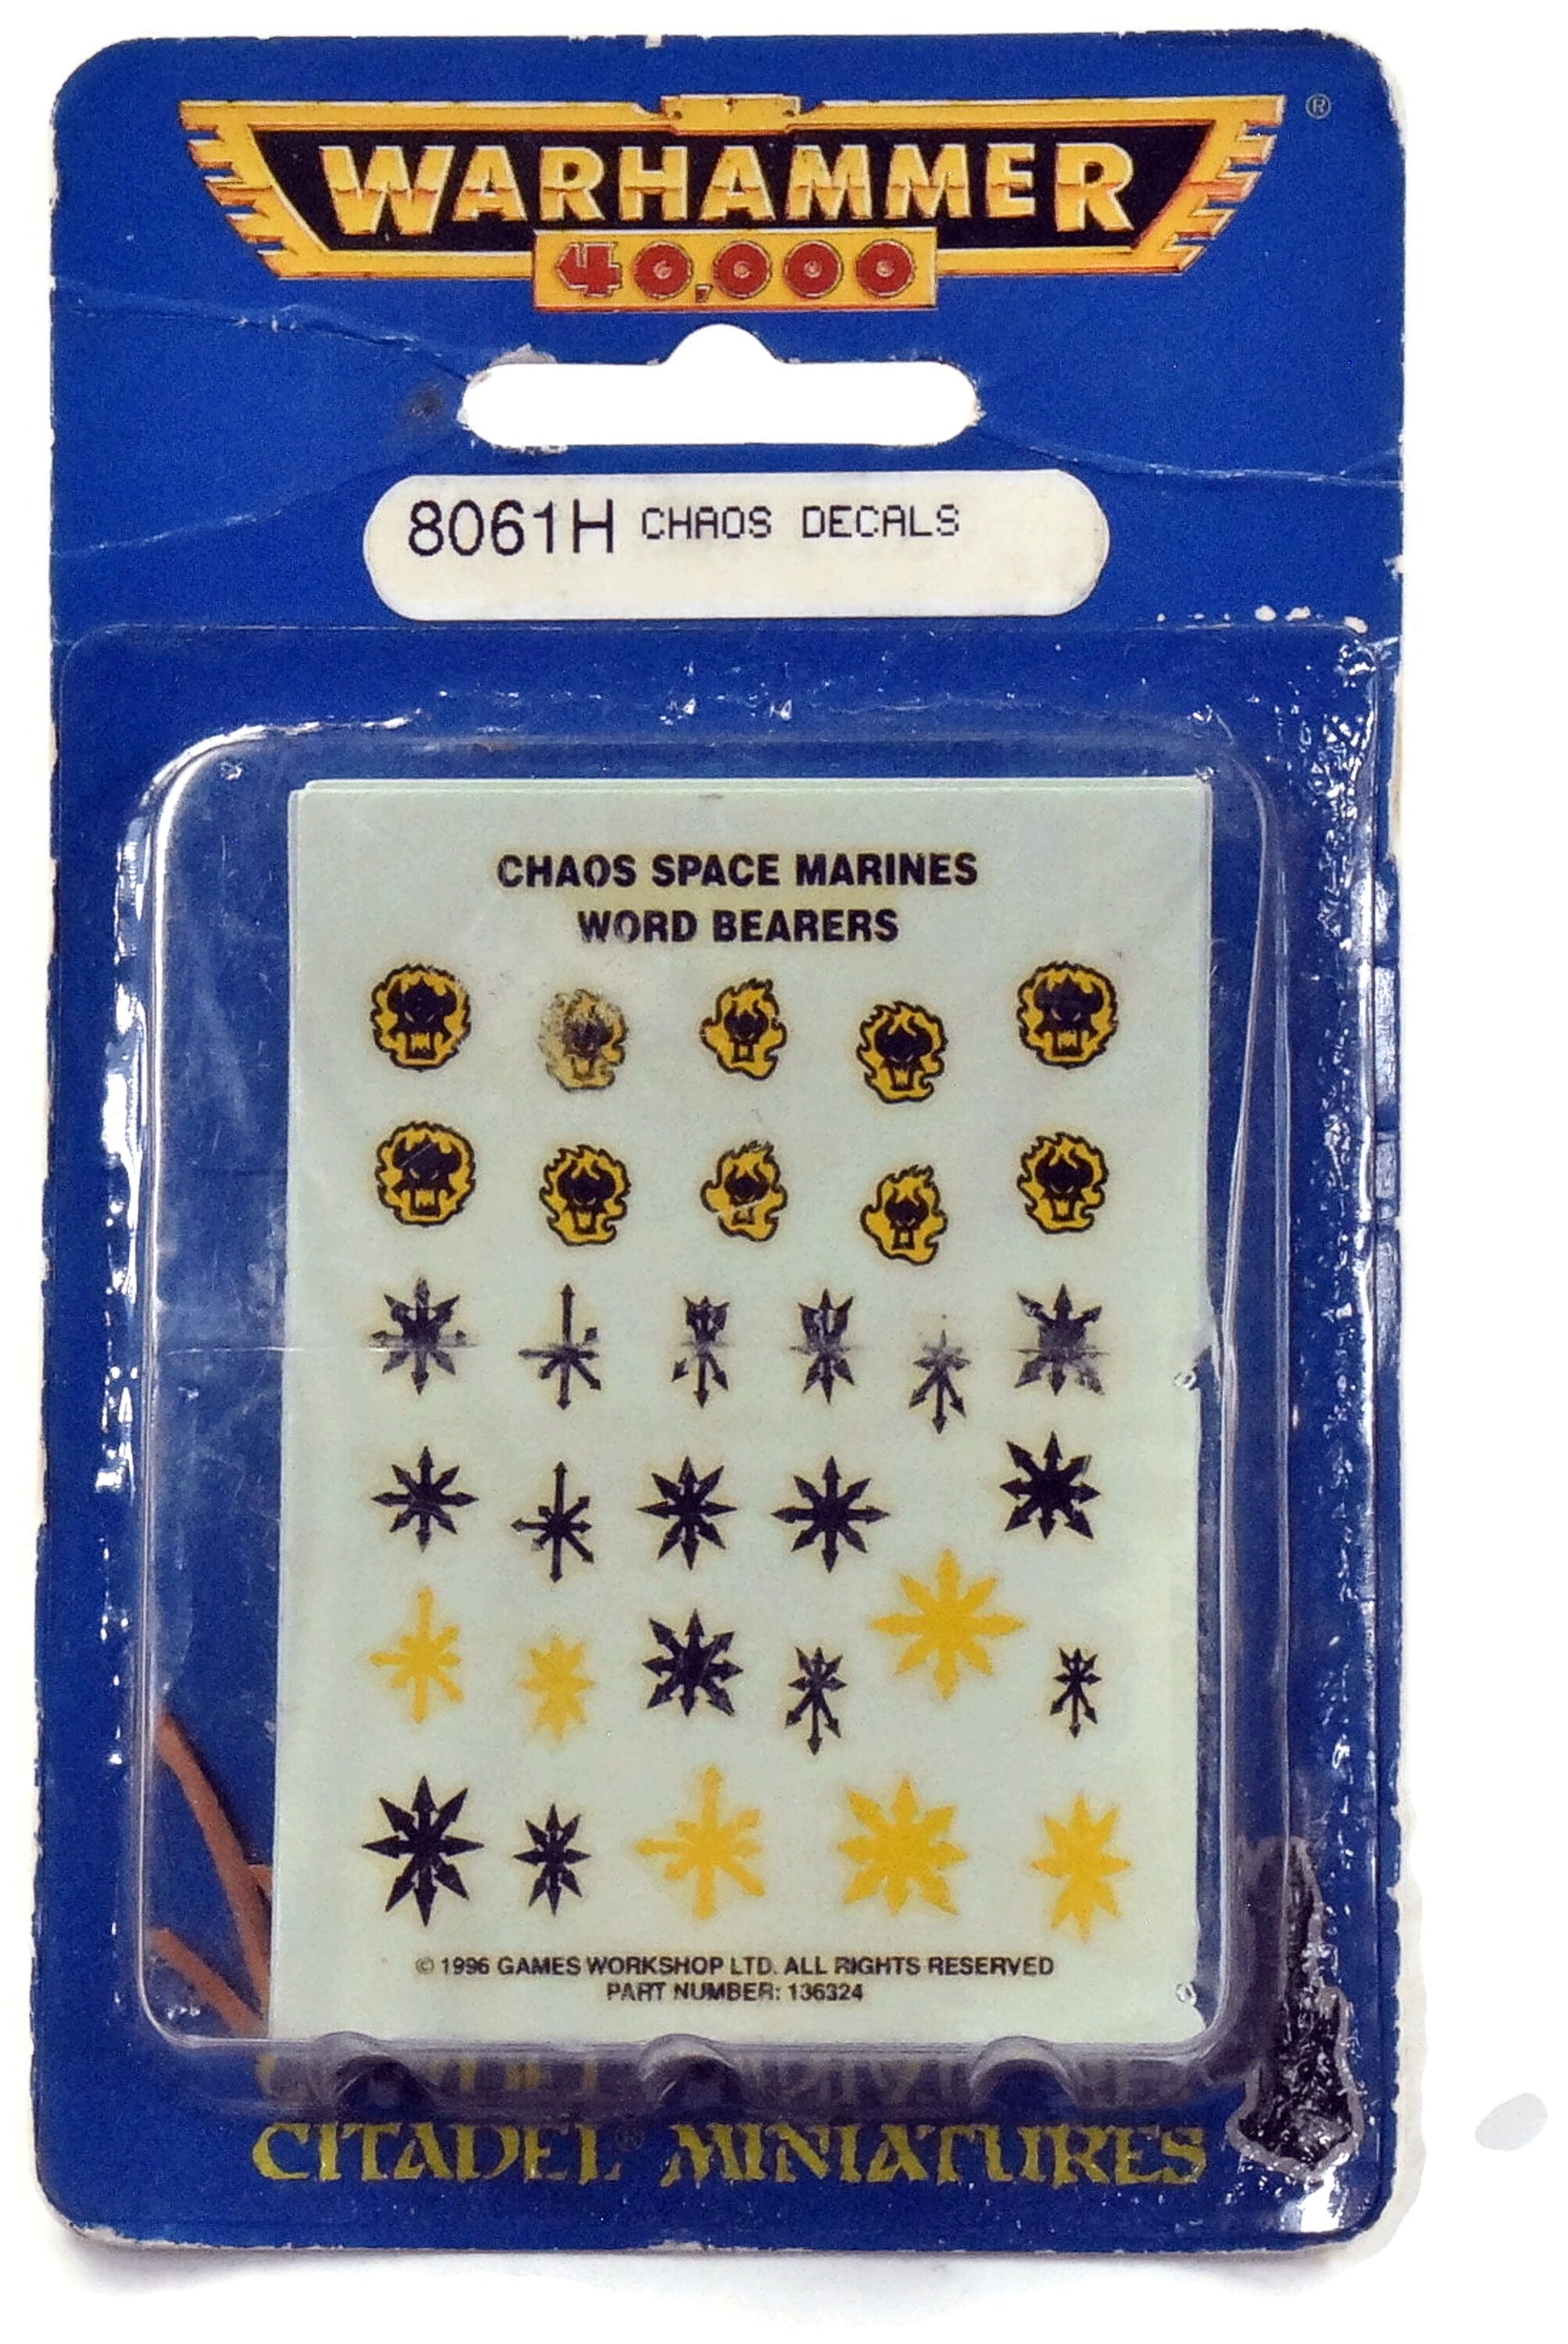 WARHAMMER ®
40,000
8061H CHAOS DECALS
CHAOS SPACE MARINES
WORD BEARERS
© 1996 GAMES WORKSHOP LTD. ALL RIGHTS RESERVED
PART NUMBER: 136324
CITADEL® MINIATURES